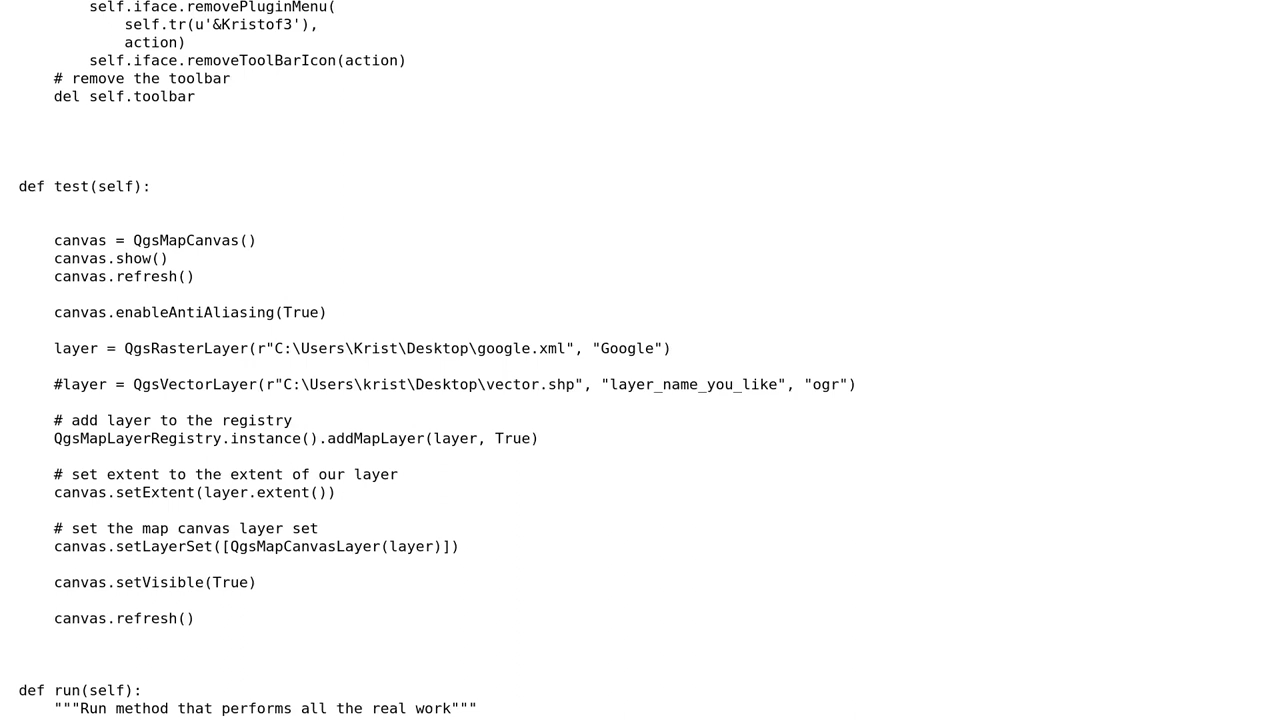 self.iface.removePluginMenu(
self.tr(u'&Kristof3'),
action)
self.iface.removeToolBarIcon(action)
# remove the toolbar
del self.toolbar
def test(self):
canvas = QgsMapCanvas()
canvas.show()
canvas.refresh()
canvas.enableAntiAliasing(True)
layer = QgsRasterLayer(r"C:\Users\Krist\Desktop\google.xml", "Google")
#layer = QgsVectorLayer(r"C:\Users\krist\Desktop\vector.shp", "layer_name_you_like", "ogr")
# add layer to the registry
QgsMapLayerRegistry.instance().addMapLayer(layer, True)
# set extent to the extent of our layer
canvas.setExtent(layer.extent())
# set the map canvas layer set
canvas.setLayerSet([QgsMapCanvasLayer(layer)])
canvas.setVisible(True)
canvas.refresh()
def run(self):
"""Run method that performs all the real work"""